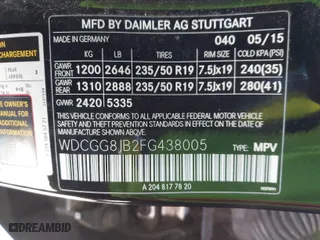 MFD BY DAIMLER AG STUTTGART
MADE IN GERMANY 040 05/15
KG LB TIRES RIM SIZE COLD KPA(PSI)
GAWR FRONT 1200 2646 235/50 R19 7.5Jx19 240(35)
GAWR REAR 1310 2888 235/50 R19 7.5Jx19 280(41)
GVWR 2420 5335
THIS VEHICLE CONFORMS TO ALL APPLICABLE U.S. FEDERAL MOTOR VEHICLE SAFETY STANDARDS IN EFFECT ON THE DATE OF MANUFACTURE SHOWN ABOVE.
WDCGG8JB2FG438005
TYPE: MPV
A 204 817 78 20
DREAMBID